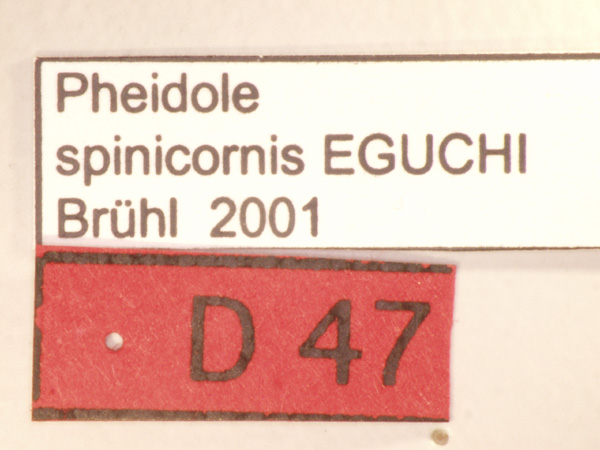 Pheidole
spinicornis EGUCHI
Brühl 2001
D 47